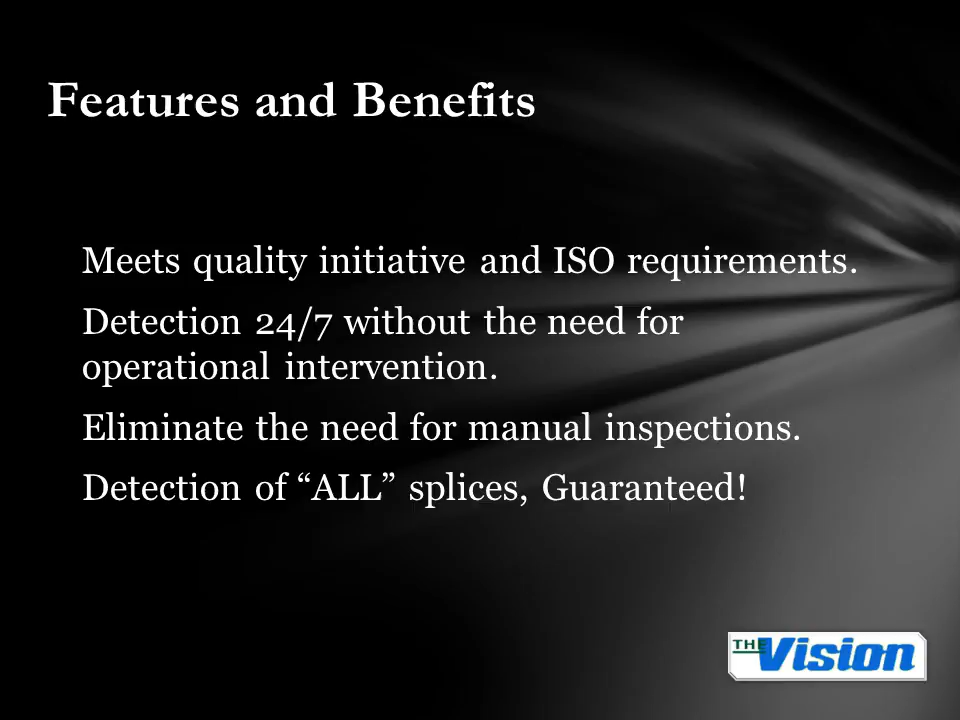 Features and Benefits
Meets quality initiative and ISO requirements.
Detection 24/7 without the need for
operational intervention.
Eliminate the need for manual inspections.
Detection of “ALL” splices, Guaranteed!
THE Vision